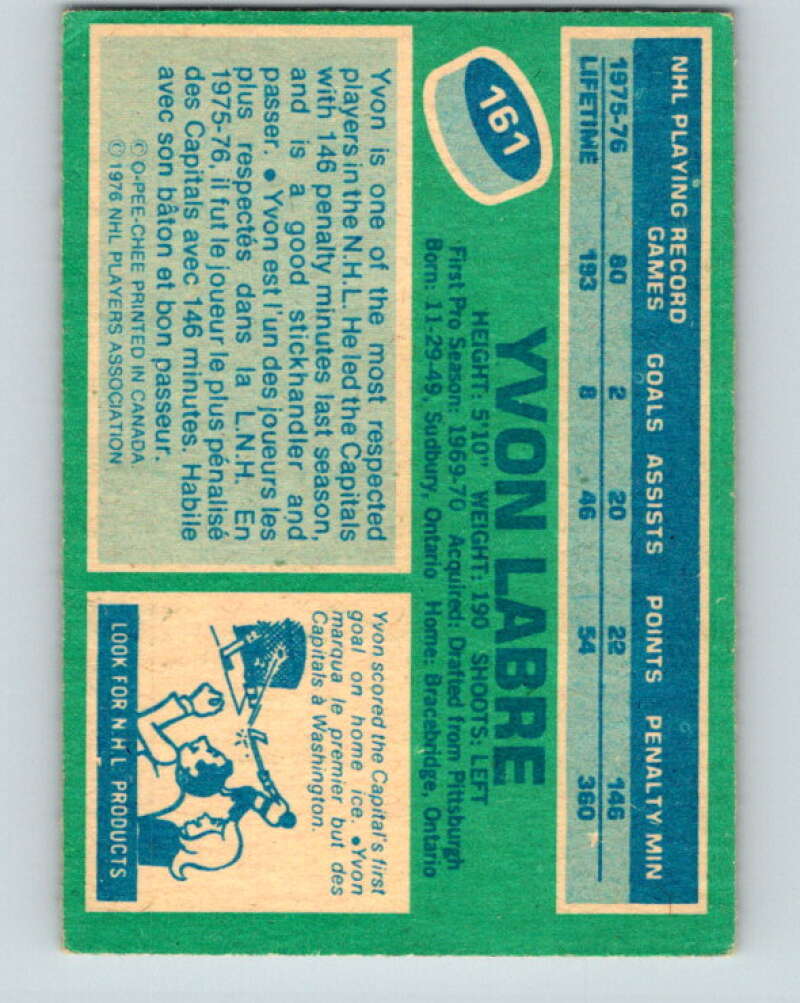 NHL PLAYING RECORD
GAMES GOALS ASSISTS POINTS PENALTY MIN
1975-76 80 2 20 22 146
LIFETIME 193 8 46 54 360
161
YVON LABRE
HEIGHT: 5'10" WEIGHT: 190 SHOOTS: LEFT
First Pro Season: 1969-70 Acquired: Drafted from Pittsburgh
Born: 11-29-49, Sudbury, Ontario Home: Bracebridge, Ontario
Yvon is one of the most respected
players in the N.H.L. He led the Capitals
with 146 penalty minutes last season,
and is a good stickhandler and
passer. ● Yvon est l'un des joueurs les
plus respectés dans la L.N.H. En
1975-76, il fut le joueur le plus pénalisé
des Capitals avec 146 minutes. Habile
avec son bâton et bon passeur.
© O-PEE-CHEE PRINTED IN CANADA
© 1976 NHL PLAYERS ASSOCIATION
Yvon scored the Capital's first
goal on home ice. ●Yvon
marqua le premier but des
Capitals à Washington.
LOOK FOR N.H.L PRODUCTS